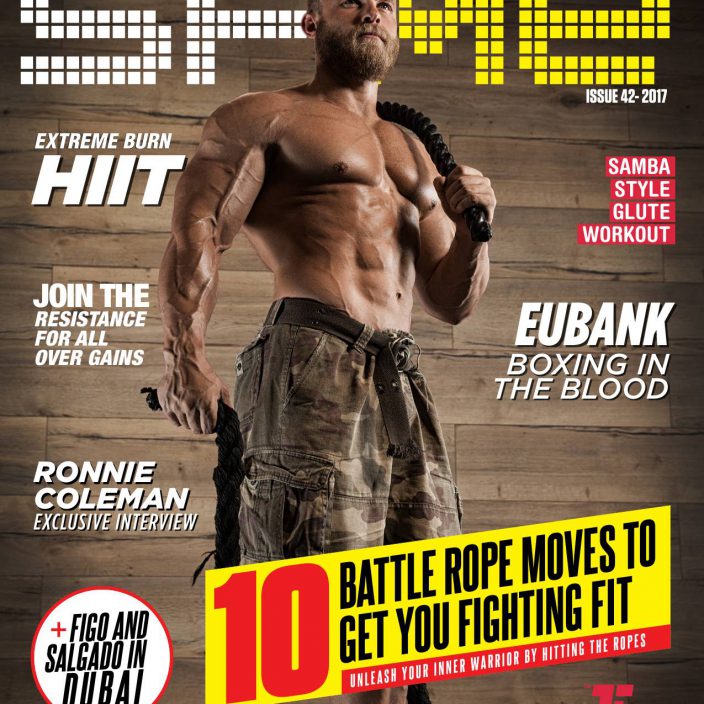 ISSUE 42- 2017
EXTREME BURN
HIIT
SAMBA
STYLE
GLUTE
WORKOUT
JOIN THE
RESISTANCE
FOR ALL
OVER GAINS
EUBANK
BOXING IN
THE BLOOD
RONNIE
COLEMAN
EXCLUSIVE INTERVIEW
10
BATTLE ROPE MOVES TO
GET YOU FIGHTING FIT
UNLEASH YOUR INNER WARRIOR BY HITTING THE ROPES
+ FIGO AND
SALGADO IN
DUBAI